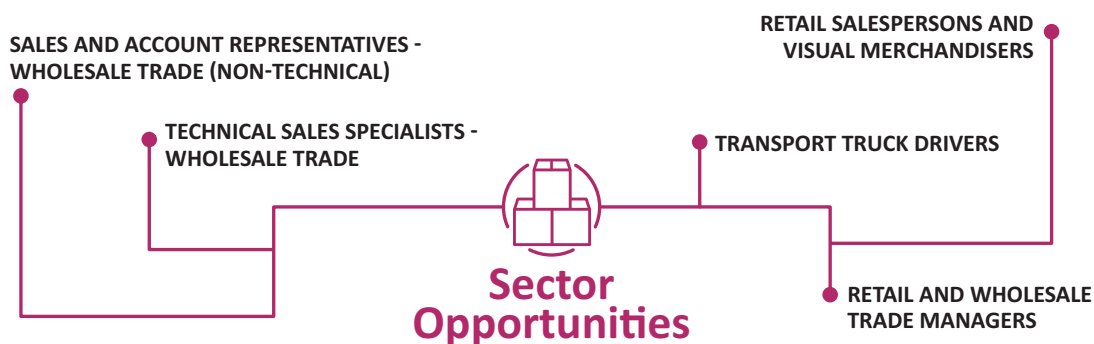 SALES AND ACCOUNT REPRESENTATIVES -
WHOLESALE TRADE (NON-TECHNICAL)
TECHNICAL SALES SPECIALISTS -
WHOLESALE TRADE
RETAIL SALESPERSONS AND
VISUAL MERCHANDISERS
TRANSPORT TRUCK DRIVERS
RETAIL AND WHOLESALE
TRADE MANAGERS
Sector
Opportunities